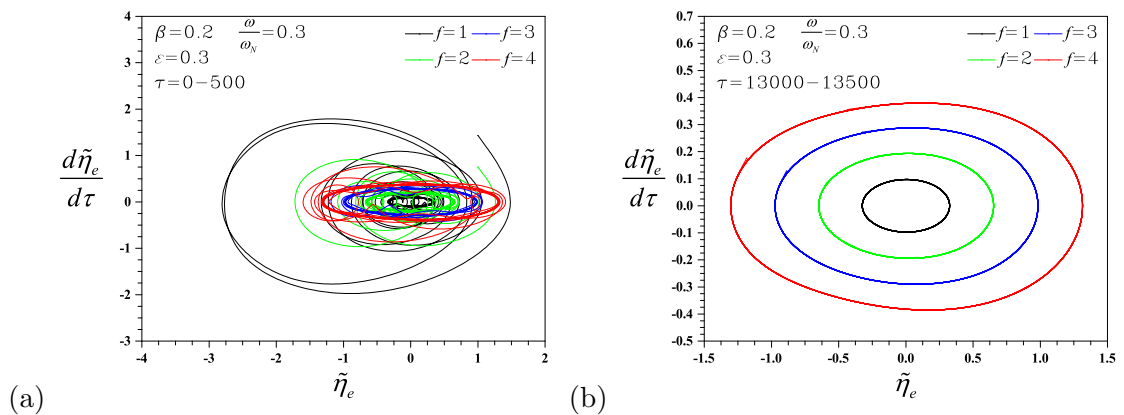 4
3
2
1
0
-1
-2
-3
-4 -3 -2 -1 0 1 2
β=0.2 ω/ω_N=0.3
ε=0.3
τ=0−500
f=1 f=3
f=2 f=4
dη̃_e/dτ
η̃_e
(a)
0.7
0.6
0.5
0.4
0.3
0.2
0.1
0.0
-0.1
-0.2
-0.3
-0.4
-0.5
-1.5 -1.0 -0.5 0.0 0.5 1.0 1.5
β=0.2 ω/ω_N=0.3
ε=0.3
τ=13000−13500
f=1 f=3
f=2 f=4
dη̃_e/dτ
η̃_e
(b)